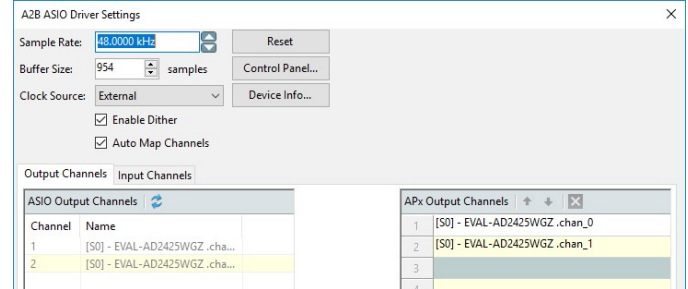 A2B ASIO Driver Settings
Sample Rate: 48.0000 kHz Reset
Buffer Size: 954 samples Control Panel...
Clock Source: External Device Info...
Enable Dither
Auto Map Channels
Output Channels Input Channels
ASIO Output Channels APx Output Channels
Channel Name
1 [S0] - EVAL-AD2425WGZ .cha...
2 [S0] - EVAL-AD2425WGZ .cha...
1 [S0] - EVAL-AD2425WGZ .chan_0
2 [S0] - EVAL-AD2425WGZ .chan_1
3
4